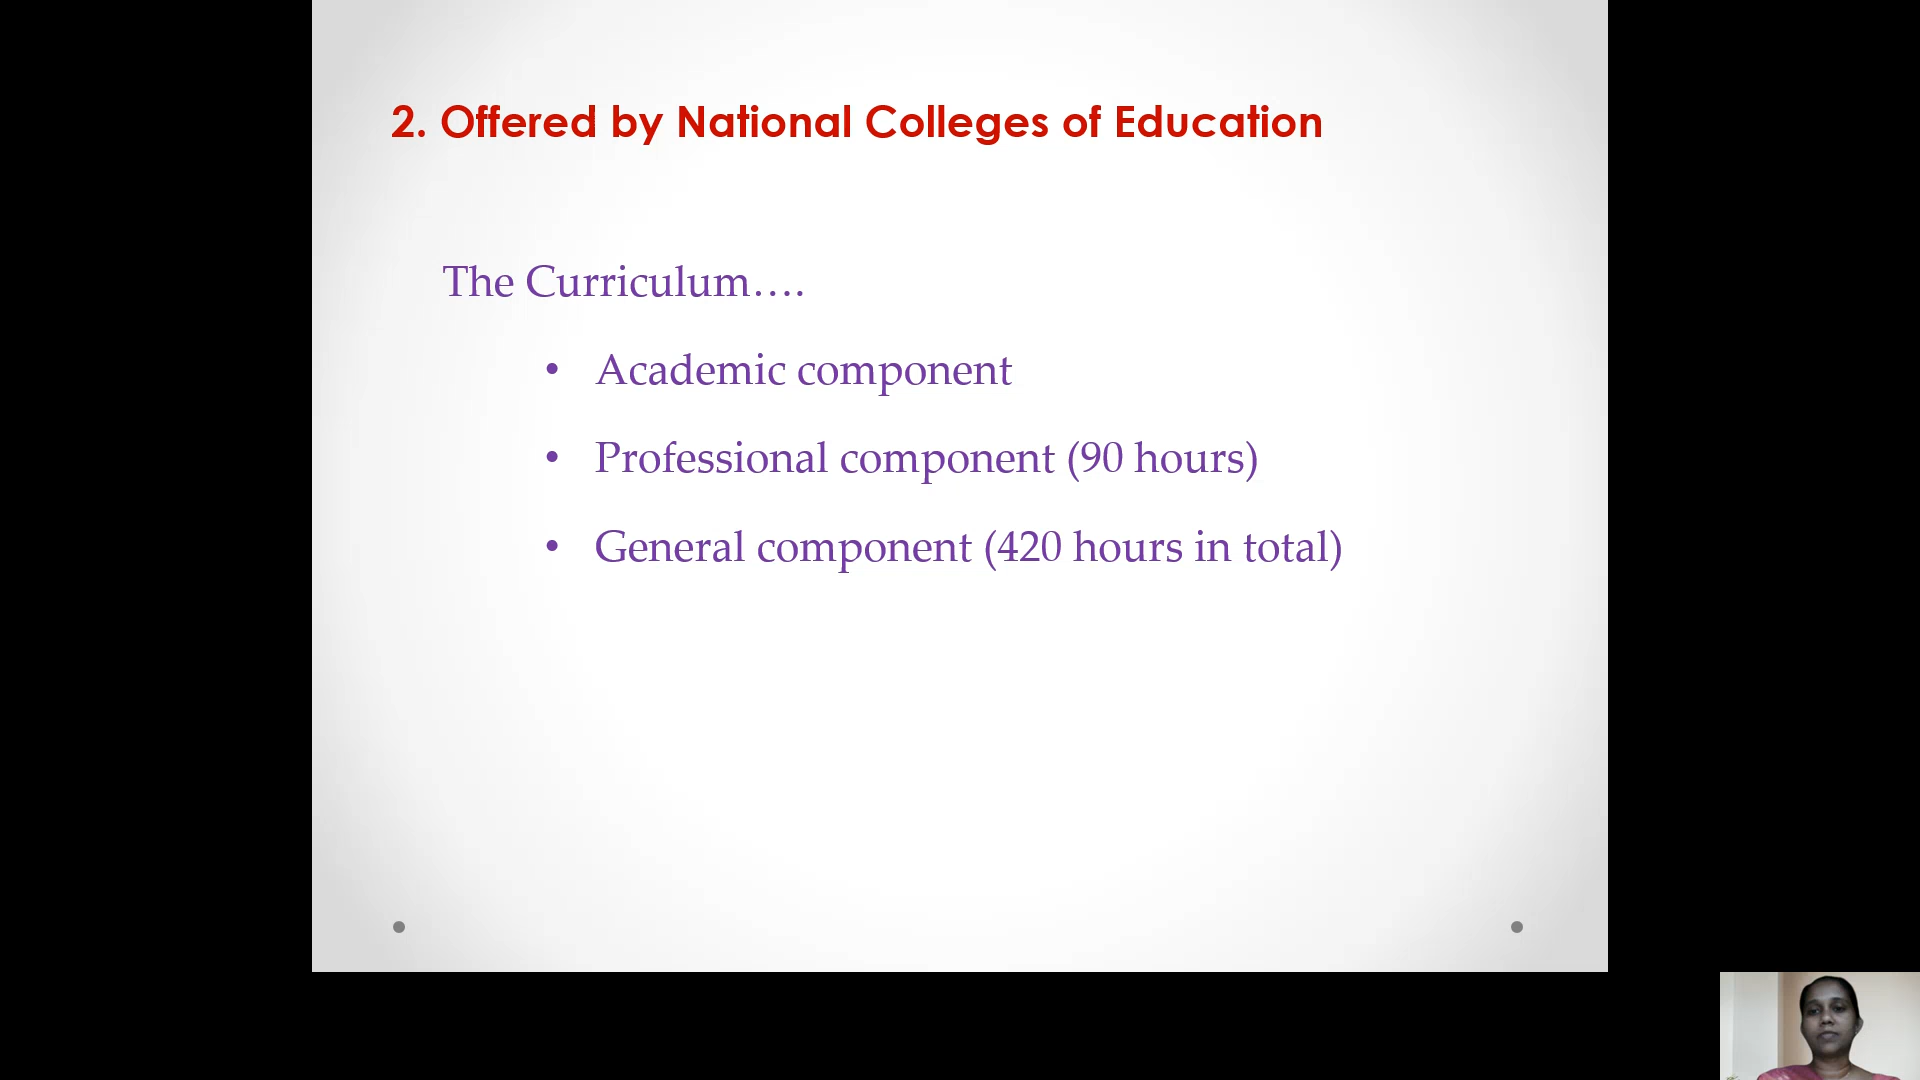 2. Offered by National Colleges of Education
The Curriculum....
• Academic component
• Professional component (90 hours)
• General component (420 hours in total)